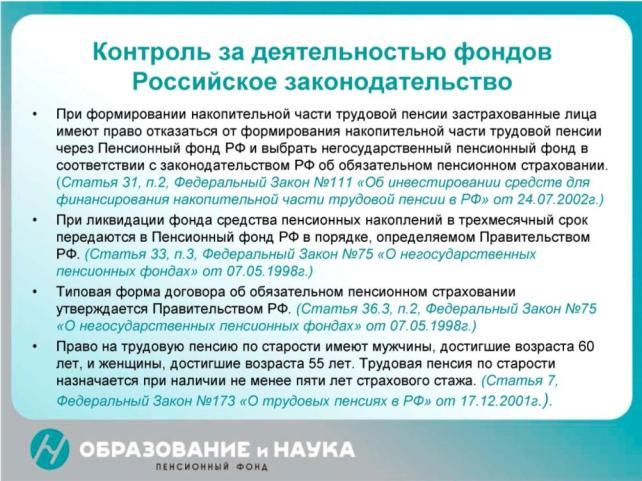 Контроль за деятельностью фондов
Российское законодательство
• При формировании накопительной части трудовой пенсии застрахованные лица
имеют право отказаться от формирования накопительной части трудовой пенсии
через Пенсионный фонд РФ и выбрать негосударственный пенсионный фонд в
соответствии с законодательством РФ об обязательном пенсионном страховании.
(Статья 31, п.2, Федеральный Закон №111 «Об инвестировании средств для
финансирования накопительной части трудовой пенсии в РФ» от 24.07.2002г.)
• При ликвидации фонда средства пенсионных накоплений в трехмесячный срок
передаются в Пенсионный фонд РФ в порядке, определяемом Правительством
РФ. (Статья 33, п.3, Федеральный Закон №75 «О негосударственных
пенсионных фондах» от 07.05.1998г.)
• Типовая форма договора об обязательном пенсионном страховании
утверждается Правительством РФ. (Статья 36.3, п.2, Федеральный Закон №75
«О негосударственных пенсионных фондах» от 07.05.1998г.)
• Право на трудовую пенсию по старости имеют мужчины, достигшие возраста 60
лет, и женщины, достигшие возраста 55 лет. Трудовая пенсия по старости
назначается при наличии не менее пяти лет страхового стажа. (Статья 7,
Федеральный Закон №173 «О трудовых пенсиях в РФ» от 17.12.2001г.).
ОБРАЗОВАНИЕ и НАУКА
ПЕНСИОННЫЙ ФОНД